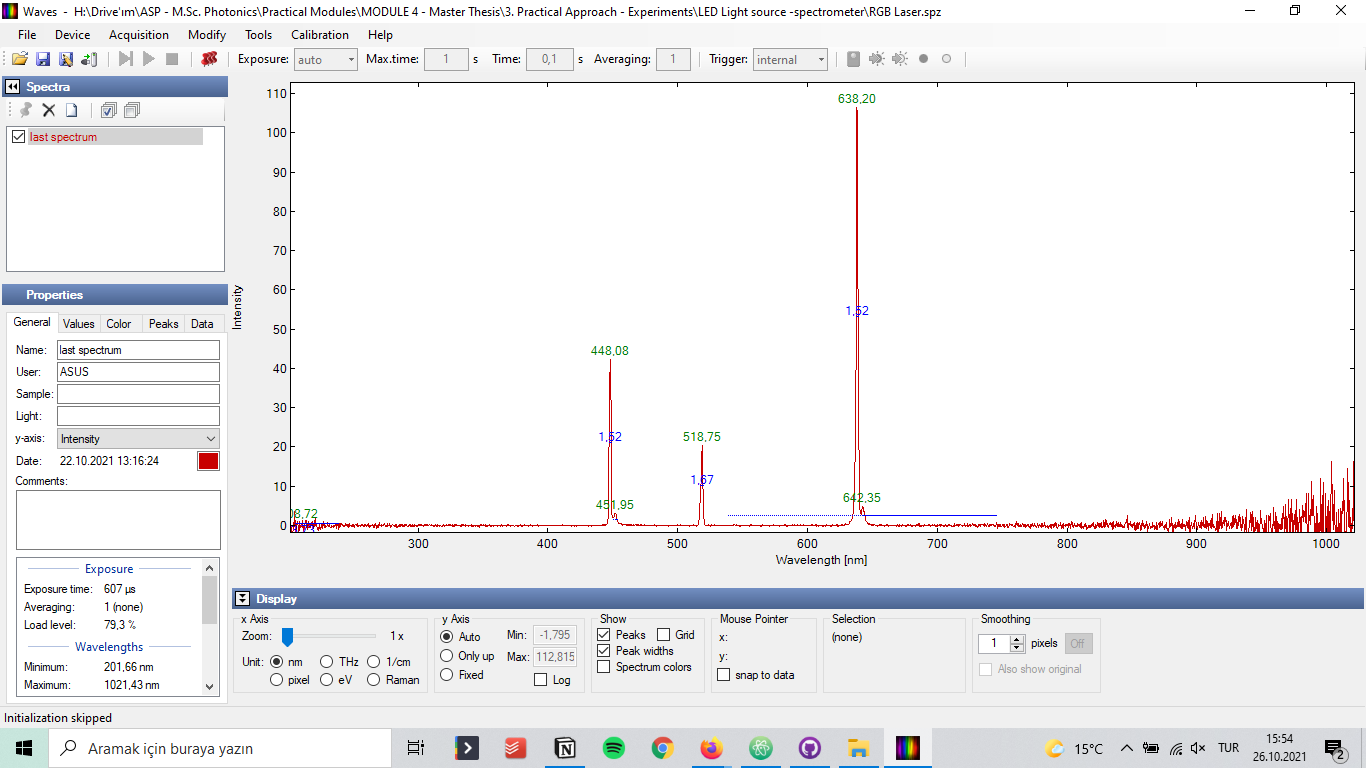 Waves - H:\Drive'ım\ASP - M.Sc. Photonics\Practical Modules\MODULE 4 - Master Thesis\3. Practical Approach - Experiments\LED Light source -spectrometer\RGB Laser.spz
File Device Acquisition Modify Tools Calibration Help
Exposure: auto Max.time: 1 s Time: 0,1 s Averaging: 1 Trigger: internal
Spectra
last spectrum
Properties
General Values Color Peaks Data
Name: last spectrum
User: ASUS
Sample:
Light:
y-axis: Intensity
Date: 22.10.2021 13:16:24
Comments:
Exposure
Exposure time: 607 µs
Averaging: 1 (none)
Load level: 79,3 %
Wavelengths
Minimum: 201,66 nm
Maximum: 1021,43 nm
Intensity
110
100
90
80
70
60
50
40
30
20
10
0
638,20
1,52
448,08
1,52
518,75
1,67
451,95
642,35
03,72
300 400 500 600 700 800 900 1000
Wavelength [nm]
Display
x Axis
Zoom: 1 x
Unit: nm THz 1/cm
pixel eV Raman
y Axis
Auto Min: -1,795
Only up Max: 112,815
Fixed Log
Show
Peaks Grid
Peak widths
Spectrum colors
Mouse Pointer
x:
y:
snap to data
Selection
(none)
Smoothing
1 pixels Off
Also show original
Initialization skipped
Aramak için buraya yazın
15°C
TUR
15:54
26.10.2021
2